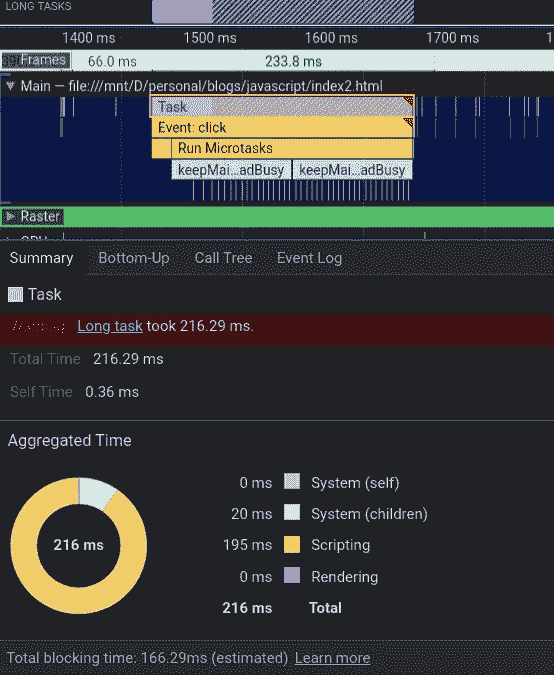 LONG TASKS
1400 ms 1500 ms 1600 ms 1700 ms 1
Frames 66.0 ms 233.8 ms
Main — file:///mnt/D/personal/blogs/javascript/index2.html
Task
Event: click
Run Microtasks
keepMai...adBusy keepMai...adBusy
Raster
Summary Bottom-Up Call Tree Event Log
Task
Long task took 216.29 ms.
Total Time 216.29 ms
Self Time 0.36 ms
Aggregated Time
0 ms System (self)
20 ms System (children)
216 ms
195 ms Scripting
0 ms Rendering
216 ms Total
Total blocking time: 166.29ms (estimated) Learn more